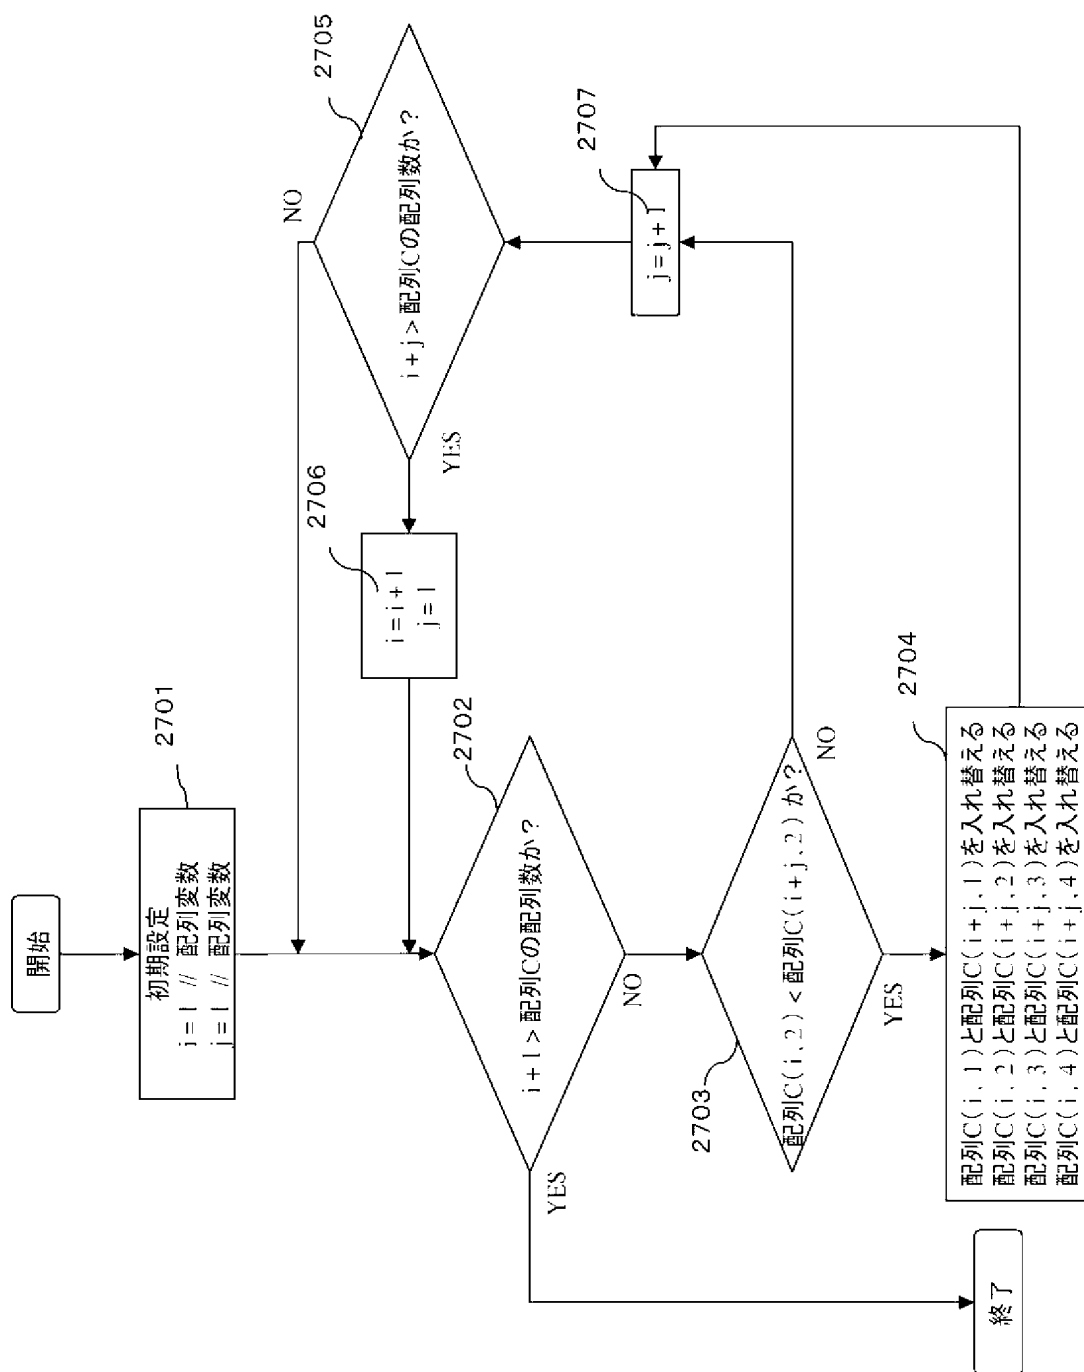 開始
2701
初期設定
i=1 // 配列変数
j=1 // 配列変数
2702
i+1>配列Cの配列数か?
YES
NO
2703
配列C(i,2)<配列C(i+j,2)か?
YES
NO
2704
配列C(i,1)と配列C(i+j,1)を入れ替える
配列C(i,2)と配列C(i+j,2)を入れ替える
配列C(i,3)と配列C(i+j,3)を入れ替える
配列C(i,4)と配列C(i+j,4)を入れ替える
2705
i+j>配列Cの配列数か?
NO
YES
2706
i=i+1
j=1
2707
j=j+1
終了